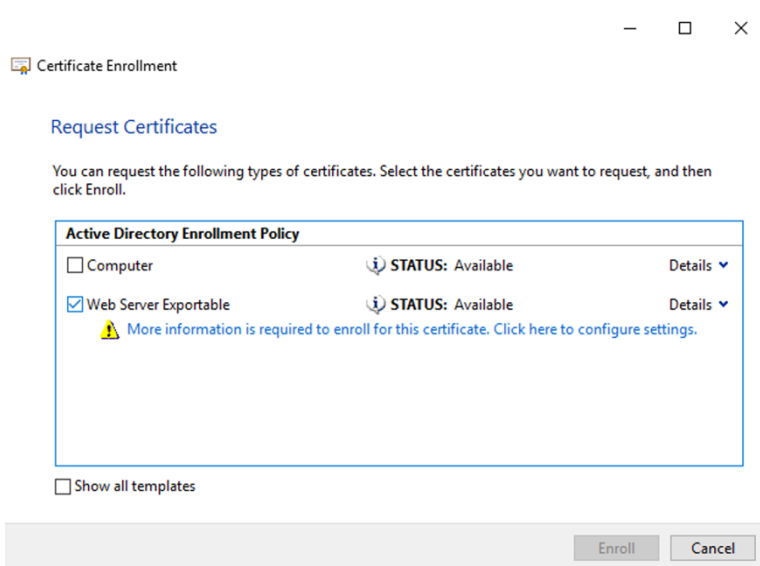 Certificate Enrollment
Request Certificates
You can request the following types of certificates. Select the certificates you want to request, and then
click Enroll.
Active Directory Enrollment Policy
Computer STATUS: Available Details
Web Server Exportable STATUS: Available Details
More information is required to enroll for this certificate. Click here to configure settings.
Show all templates
Enroll Cancel